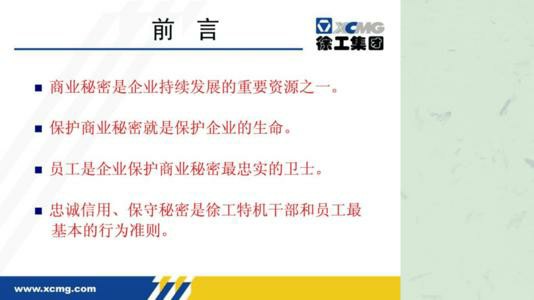 前 言
XCMG
徐工集团
商业秘密是企业持续发展的重要资源之一。
保护商业秘密就是保护企业的生命。
员工是企业保护商业秘密最忠实的卫士。
忠诚信用、保守秘密是徐工特机干部和员工最
基本的行为准则。
www.xcmg.com